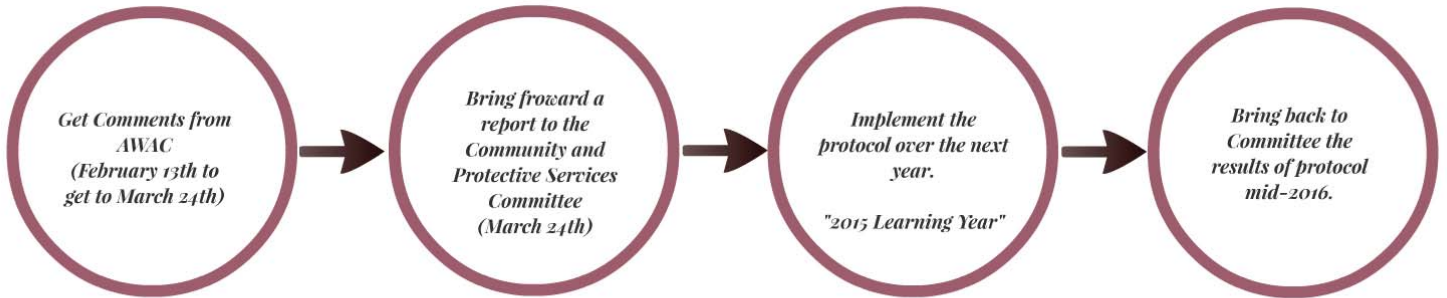 Get Comments from
AWAC
(February 13th to
get to March 24th)
Bring froward a
report to the
Community and
Protective Services
Committee
(March 24th)
Implement the
protocol over the next
year.
"2015 Learning Year"
Bring back to
Committee the
results of protocol
mid-2016.